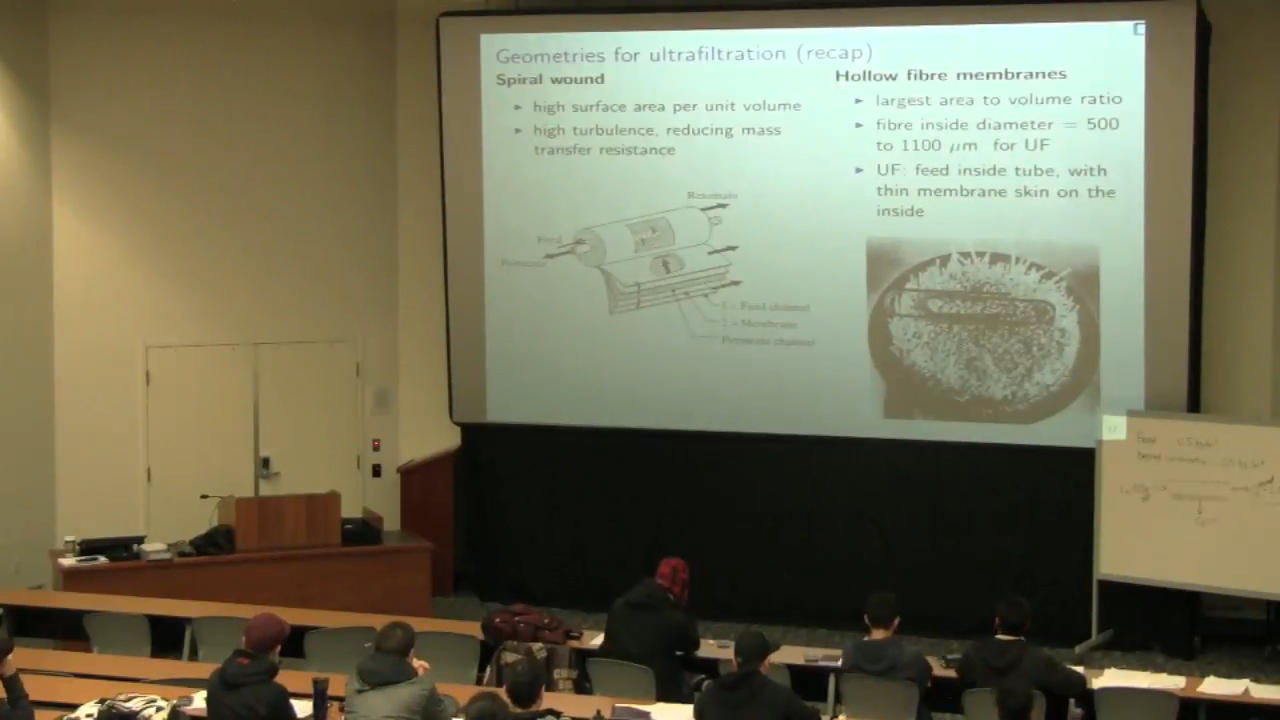 Geometries for ultrafiltration (recap)
Spiral wound
► high surface area per unit volume
► high turbulence, reducing mass
transfer resistance
Feed
1 = Feed channel
2 = Membrane
Permeate channel
Hollow fibre membranes
► largest area to volume ratio
► fibre inside diameter = 500
to 1100 μm for UF
► UF: feed inside tube, with
thin membrane skin on the
inside